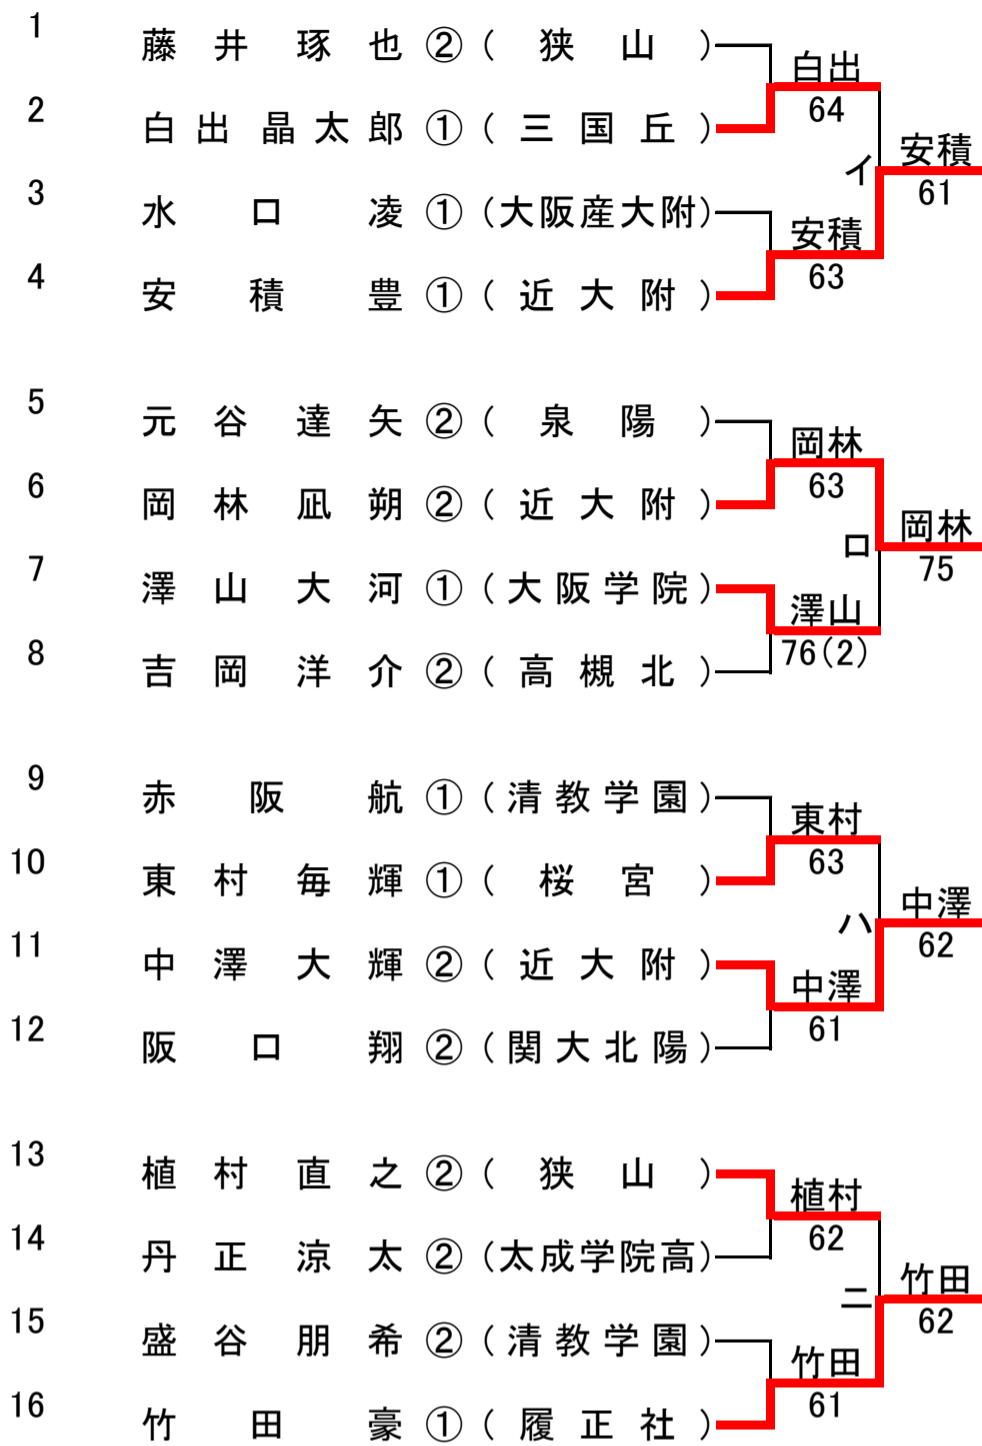 1 藤井琢也 ② (狭山)
白出
64
2 白出晶太郎 ① (三国丘)
イ 安積
61
3 水口凌 ① (大阪産大附)
安積
63
4 安積豊 ① (近大附)
5 元谷達矢 ② (泉陽)
岡林
63
6 岡林凪朔 ② (近大附)
ロ 岡林
75
7 澤山大河 ① (大阪学院)
澤山
76(2)
8 吉岡洋介 ② (高槻北)
9 赤阪航 ① (清教学園)
東村
63
10 東村毎輝 ① (桜宮)
ハ 中澤
62
11 中澤大輝 ② (近大附)
中澤
61
12 阪口翔 ② (関大北陽)
13 植村直之 ② (狭山)
植村
62
14 丹正涼太 ② (太成学院高)
ニ 竹田
62
15 盛谷朋希 ② (清教学園)
竹田
61
16 竹田豪 ① (履正社)